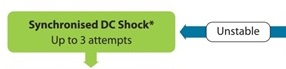 Synchronised DC Shock*
Up to 3 attempts
Unstable